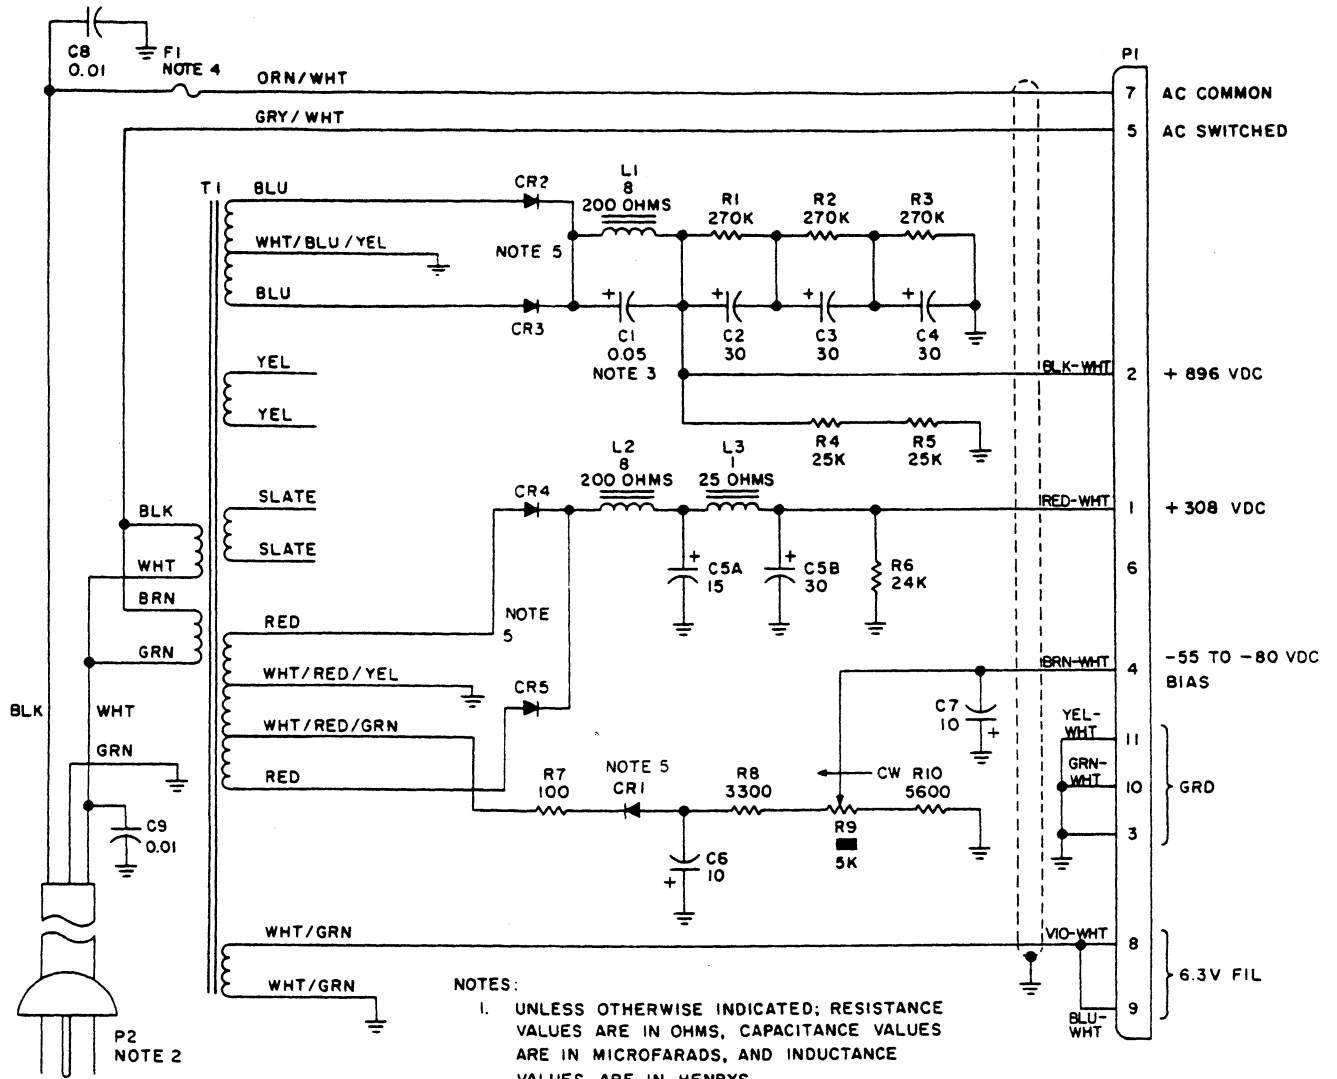 P1
C8
0.01
F1
NOTE 4
ORN/WHT
7 AC COMMON
GRY/WHT
5 AC SWITCHED
T1
BLU
CR2
L1
8
200 OHMS
R1
270K
R2
270K
R3
270K
WHT/BLU/YEL
NOTE 5
BLU
CR3
+
C1
0.05
NOTE 3
+
C2
30
+
C3
30
+
C4
30
YEL
YEL
BLK-WHT
2 + 896 VDC
R4
25K
R5
25K
L2
8
200 OHMS
L3
1
25 OHMS
SLATE
SLATE
CR4
RED-WHT
1 +308 VDC
BLK
WHT
BRN
GRN
+
C5A
15
+
C5B
30
R6
24K
6
RED
NOTE
5
WHT/RED/YEL
CR5
WHT/RED/GRN
RED
BRN-WHT
4 -55 TO -80 VDC
BIAS
C7
10
+
BLK
WHT
GRN
YEL-
WHT
11
GRN-
WHT
10
GRD
3
R7
100
NOTE 5
CR1
R8
3300
CW
R10
5600
R9
5K
C9
0.01
C6
10
+
WHT/GRN
VIO-WHT
8
6.3V FIL
WHT/GRN
9
BLU-
WHT
P2
NOTE 2
NOTES:
1. UNLESS OTHERWISE INDICATED; RESISTANCE
VALUES ARE IN OHMS, CAPACITANCE VALUES
ARE IN MICROFARADS, AND INDUCTANCE
VALUES ARE IN HENRYS